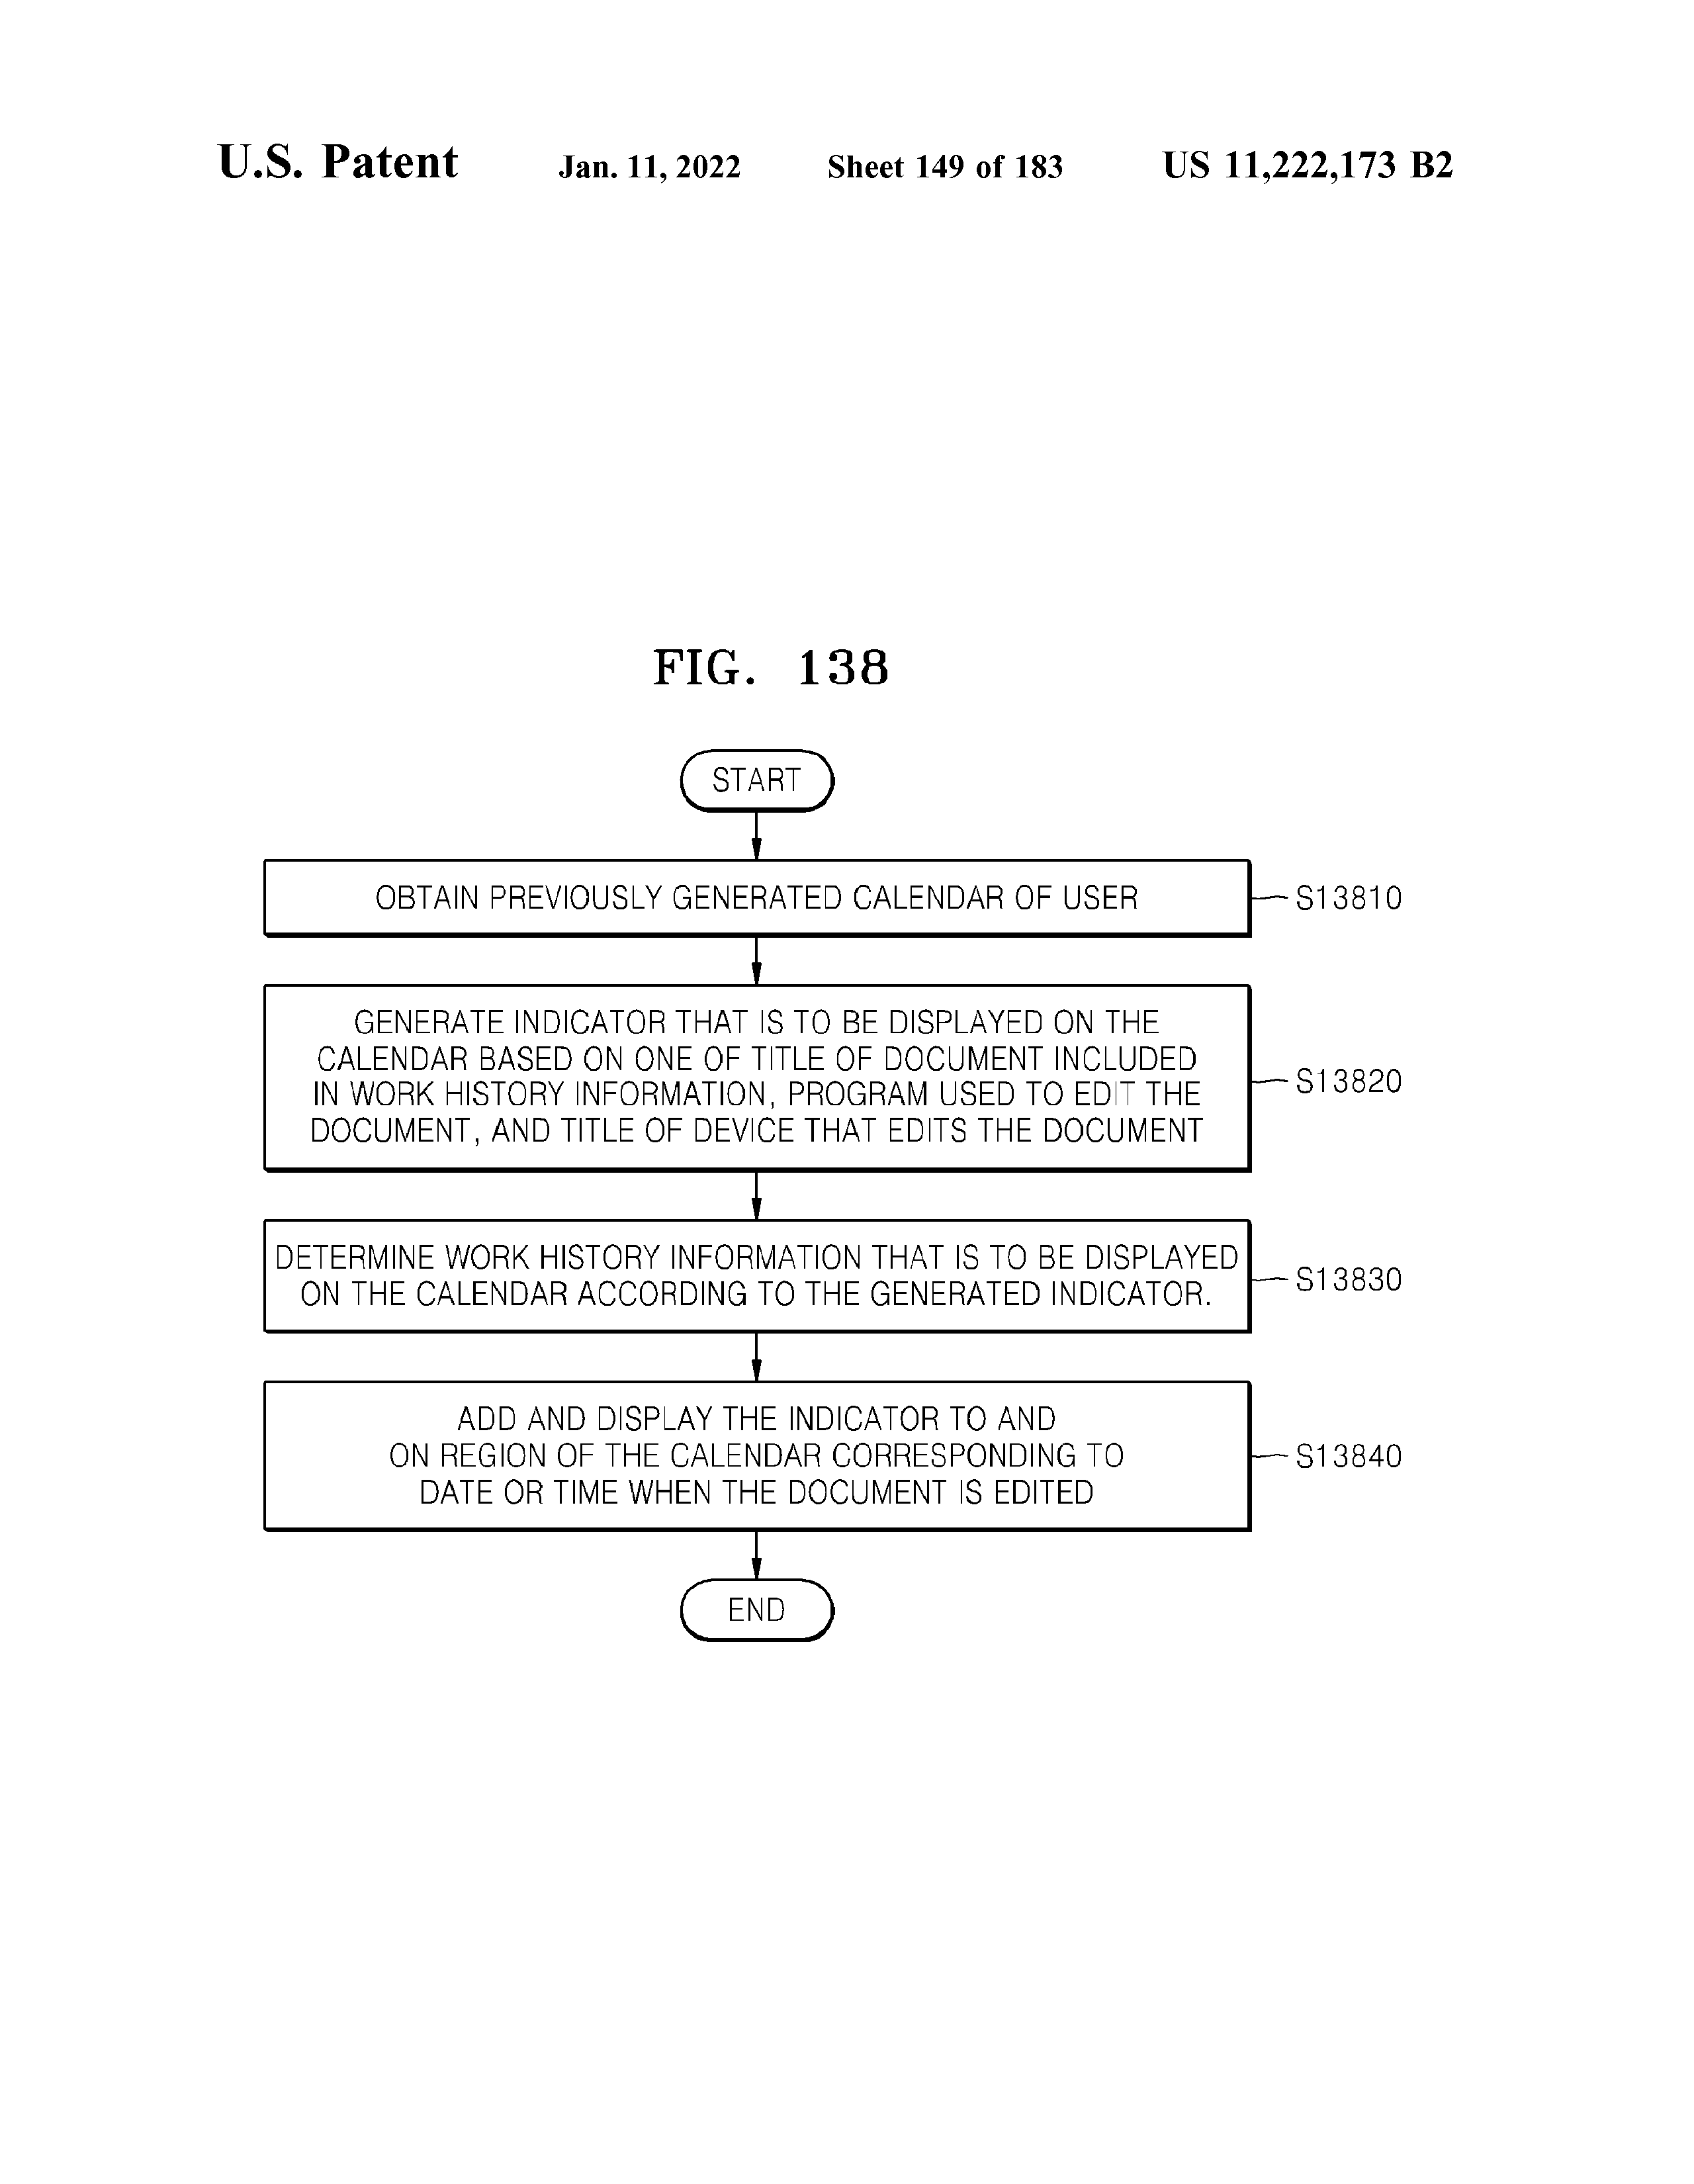 U.S. Patent Jan. 11, 2022 Sheet 149 of 183 US 11,222,173 B2
FIG. 138
START
OBTAIN PREVIOUSLY GENERATED CALENDAR OF USER
S13810
GENERATE INDICATOR THAT IS TO BE DISPLAYED ON THE
CALENDAR BASED ON ONE OF TITLE OF DOCUMENT INCLUDED
IN WORK HISTORY INFORMATION, PROGRAM USED TO EDIT THE
DOCUMENT, AND TITLE OF DEVICE THAT EDITS THE DOCUMENT
S13820
DETERMINE WORK HISTORY INFORMATION THAT IS TO BE DISPLAYED
ON THE CALENDAR ACCORDING TO THE GENERATED INDICATOR.
S13830
ADD AND DISPLAY THE INDICATOR TO AND
ON REGION OF THE CALENDAR CORRESPONDING TO
DATE OR TIME WHEN THE DOCUMENT IS EDITED
S13840
END